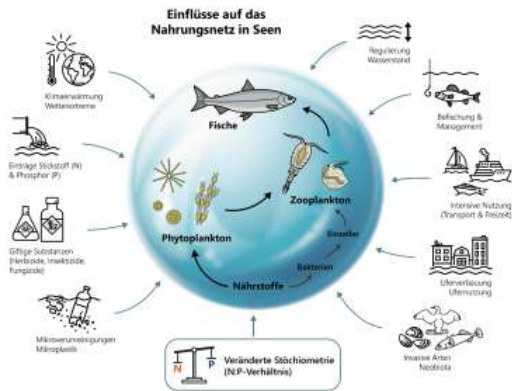 Einflüsse auf das
Nahrungsnetz in Seen
Regulierung
Wasserstand
Klimaerwärmung
Wetterextreme
Fische
Befischung &
Management
Einträge Stickstoff (N)
& Phosphor (P)
Zooplankton
Intensive Nutzung
(Transport & Freizeit)
Phytoplankton
Einzeller
Giftige Substanzen
(Herbizide, Insektizide,
Fungizide)
Bakterien
Uferverbauung
Ufernutzung
Nährstoffe
Mikroverunreinigungen
Mikroplastik
Invasive Arten
Neobiota
N
P
Veränderte Stöchiometrie
(N:P-Verhältnis)